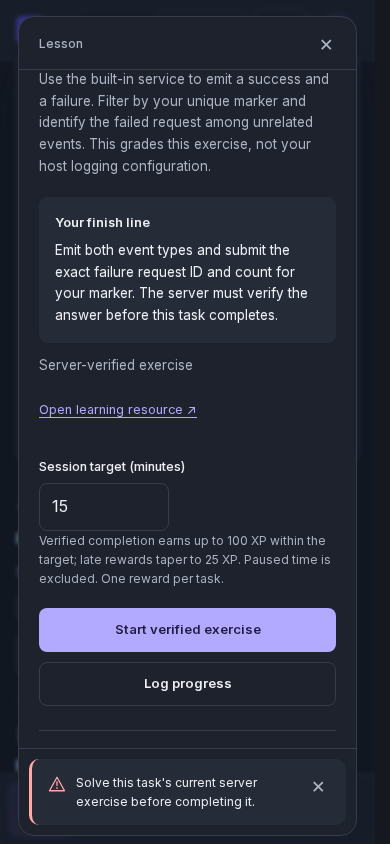 Lesson
Use the built-in service to emit a success and
a failure. Filter by your unique marker and
identify the failed request among unrelated
events. This grades this exercise, not your
host logging configuration.
Your finish line
Emit both event types and submit the
exact failure request ID and count for
your marker. The server must verify the
answer before this task completes.
Server-verified exercise
Open learning resource ↗
Session target (minutes)
15
Verified completion earns up to 100 XP within the
target; late rewards taper to 25 XP. Paused time is
excluded. One reward per task.
Start verified exercise
Log progress
Solve this task's current server
exercise before completing it.